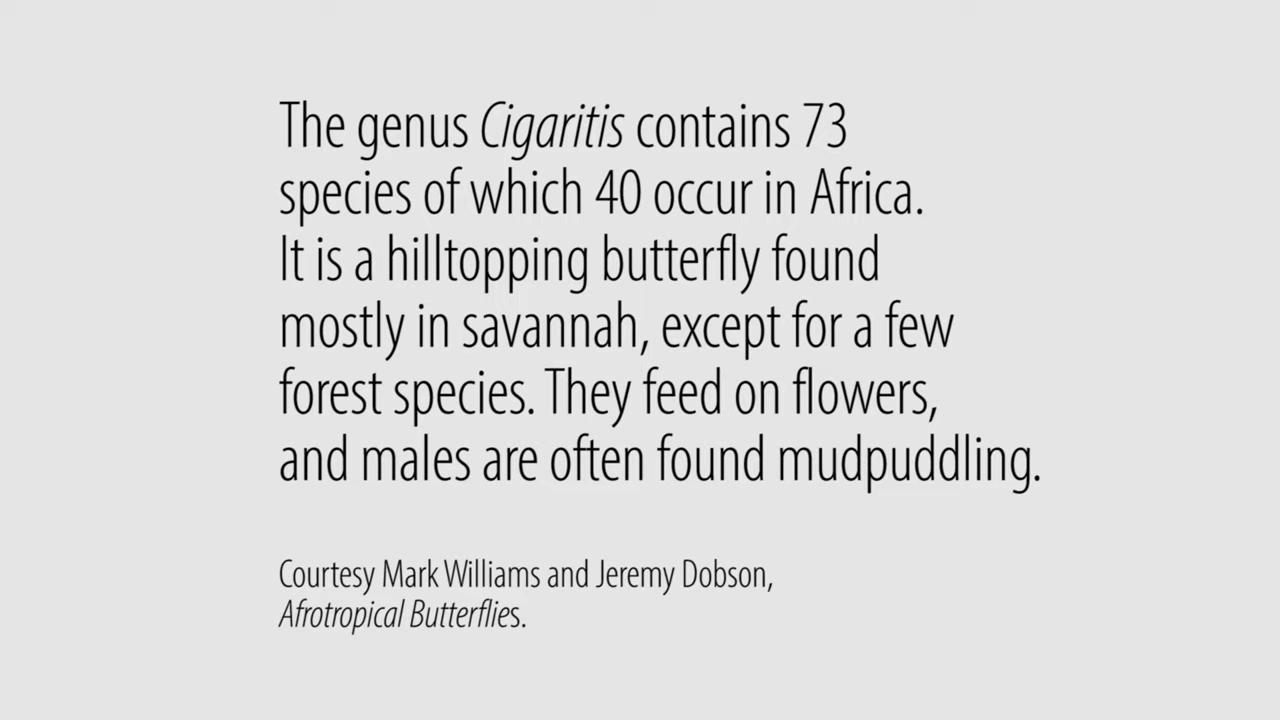 The genus Cigaritis contains 73
species of which 40 occur in Africa.
It is a hilltopping butterfly found
mostly in savannah, except for a few
forest species. They feed on flowers,
and males are often found mudpuddling.
Courtesy Mark Williams and Jeremy Dobson,
Afrotropical Butterflies.